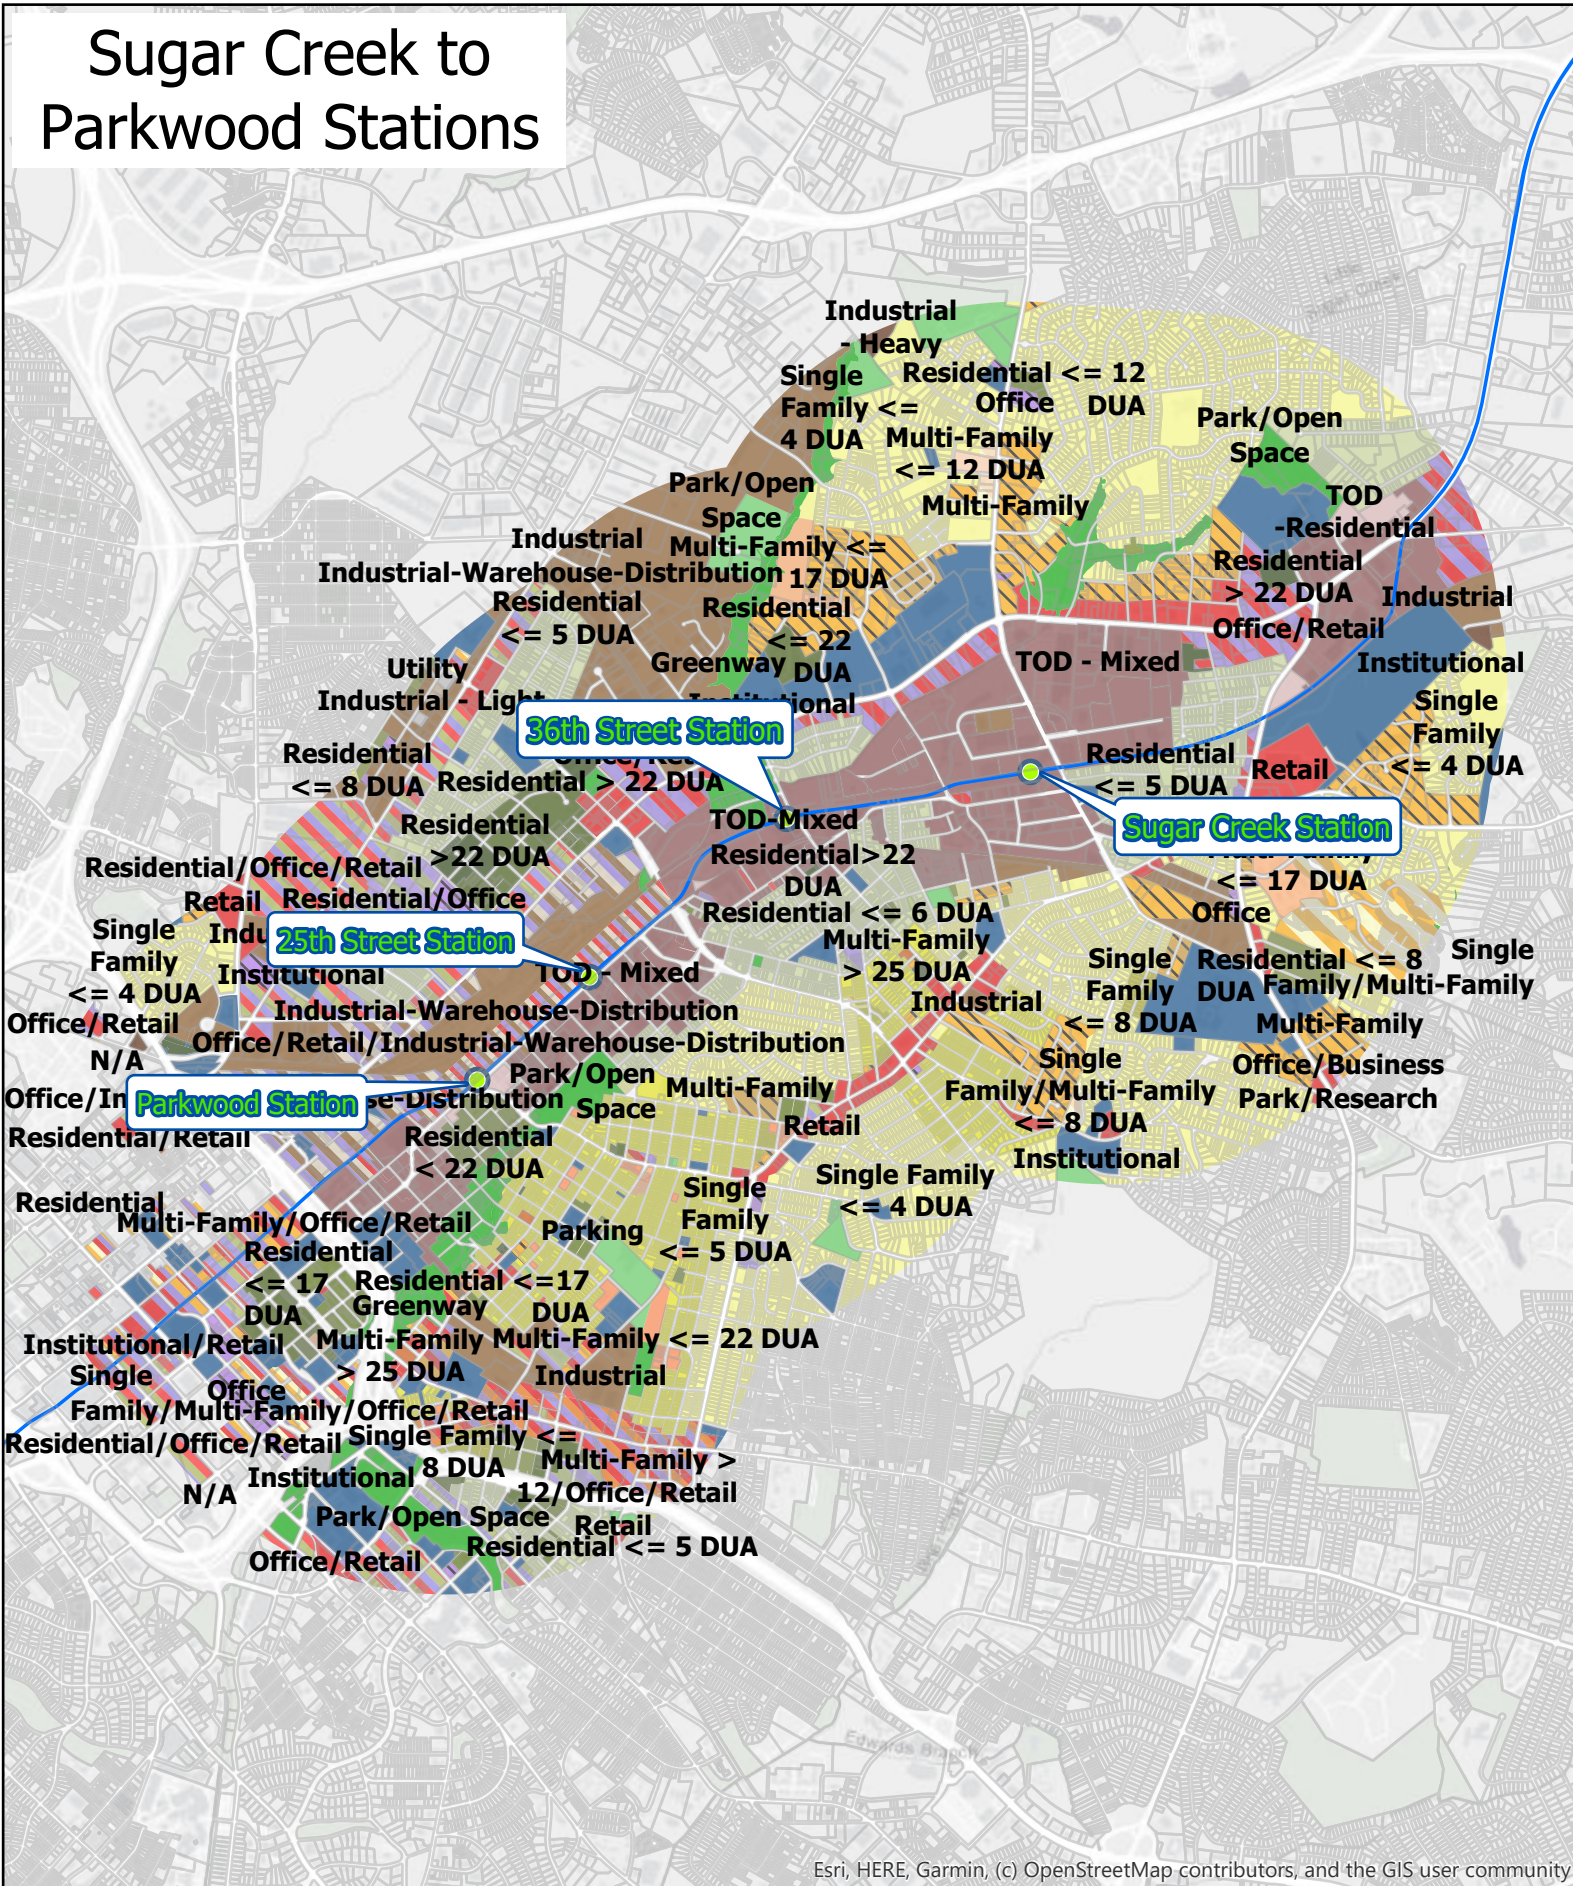 Sugar Creek to
Parkwood Stations
Industrial
- Heavy
Single
Family <=
4 DUA
Residential <= 12
DUA
Office
Multi-Family
<= 12 DUA
Multi-Family
Park/Open
Space
Park/Open
Space
TOD
-Residential
Industrial
Multi-Family <=
17 DUA
Industrial-Warehouse-Distribution
Residential
> 22 DUA
Industrial
Residential
<= 5 DUA
Residential
<= 22
DUA
Office/Retail
Utility
Greenway
TOD - Mixed
Institutional
Industrial - Light
Institutional
Single
Family
<= 4 DUA
36th Street Station
Residential
<= 8 DUA
Residential > 22 DUA
Residential
<= 5 DUA
Retail
TOD-Mixed
Sugar Creek Station
Residential
>22 DUA
Residential>22
DUA
<= 17 DUA
Residential/Office/Retail
Retail
Residential/Office
Residential <= 6 DUA
Office
Single
Family
<= 4 DUA
25th Street Station
Multi-Family
> 25 DUA
Institutional
TOD - Mixed
Single
Family
<= 8 DUA
Residential <= 8
DUA
Single
Family/Multi-Family
Industrial
Industrial-Warehouse-Distribution
Office/Retail
Multi-Family
N/A
Office/Retail/Industrial-Warehouse-Distribution
Park/Open
Space
Multi-Family
Single
Family/Multi-Family
<= 8 DUA
Office/Business
Park/Research
Parkwood Station
se-Distribution
Residential/Retail
Residential
< 22 DUA
Retail
Institutional
Single Family
<= 4 DUA
Single
Family
<= 5 DUA
Residential
Multi-Family/Office/Retail
Parking
Residential
<= 17
DUA
Residential <=17
DUA
Greenway
Institutional/Retail
Multi-Family
> 25 DUA
Multi-Family <= 22 DUA
Single
Family/Multi-Family/Office/Retail
Office
Industrial
Residential/Office/Retail
Single Family <=
8 DUA
Multi-Family >
12/Office/Retail
N/A
Institutional
Park/Open Space
Retail
Residential <= 5 DUA
Office/Retail
Edwards Branch
Esri, HERE, Garmin, (c) OpenStreetMap contributors, and the GIS user community